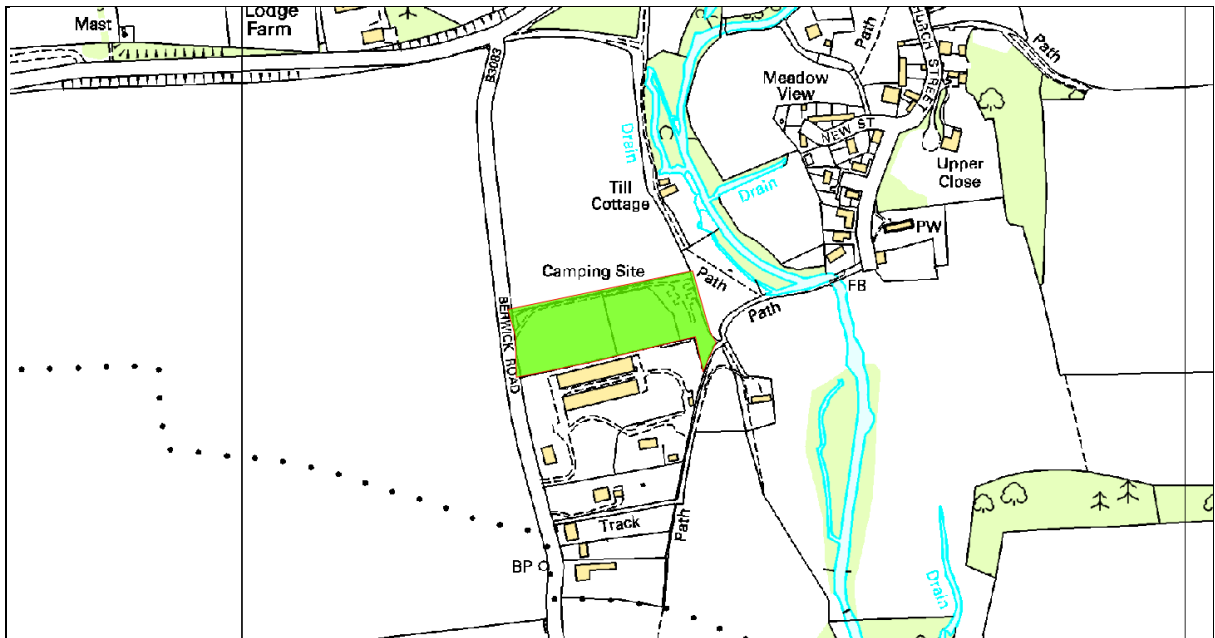 Mast
Lodge
Farm
B3083
Path
CHURCH STREET
Path
Meadow
View
NEW ST
Drain
Upper
Close
Till
Cottage
Drain
PW
Camping Site
Path
FB
Path
BERWICK ROAD
Track
Path
BP
Drain